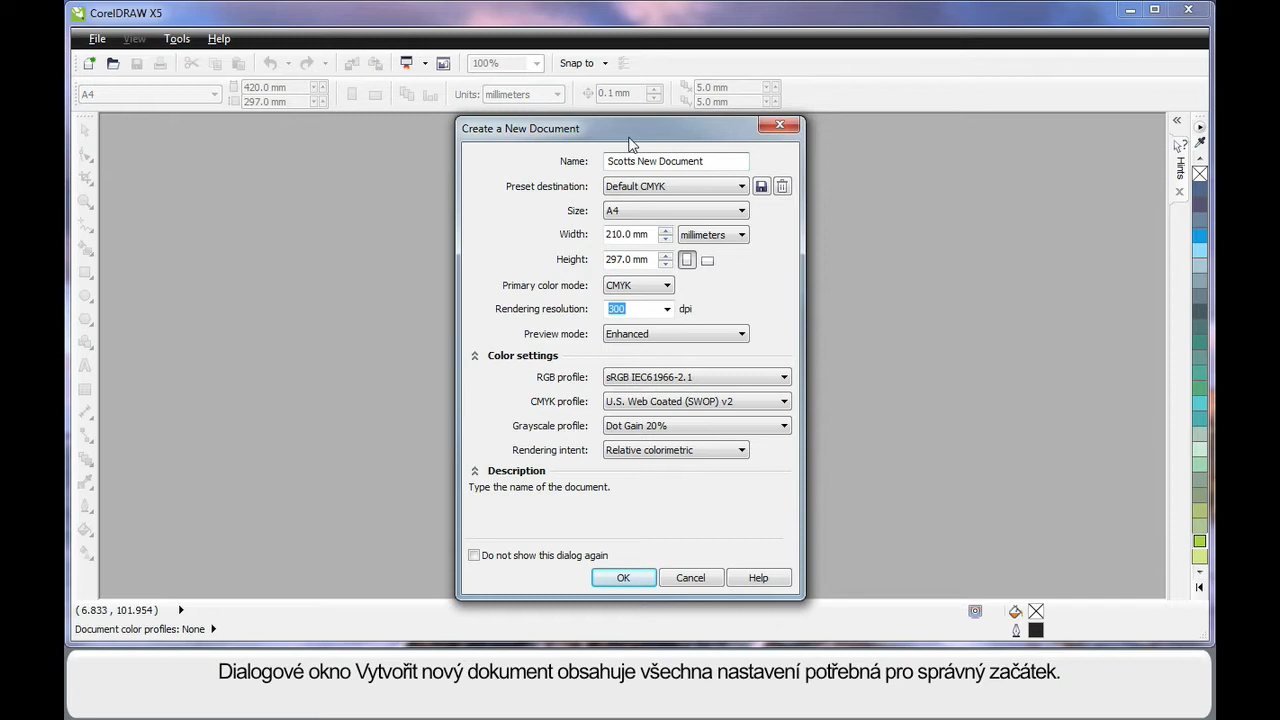 CorelDRAW X5
File View Tools Help
100% Snap to
A4 420.0 mm 297.0 mm Units: millimeters 0.1 mm 5.0 mm 5.0 mm
Create a New Document
Name: Scotts New Document
Preset destination: Default CMYK
Size: A4
Width: 210.0 mm millimeters
Height: 297.0 mm
Primary color mode: CMYK
Rendering resolution: 300 dpi
Preview mode: Enhanced
Color settings
RGB profile: sRGB IEC61966-2.1
CMYK profile: U.S. Web Coated (SWOP) v2
Grayscale profile: Dot Gain 20%
Rendering intent: Relative colorimetric
Description
Type the name of the document.
Do not show this dialog again
OK Cancel Help
Hints
(6.833 , 101.954)
Document color profiles: None
Dialogové okno Vytvořit nový dokument obsahuje všechna nastavení potřebná pro správný začátek.